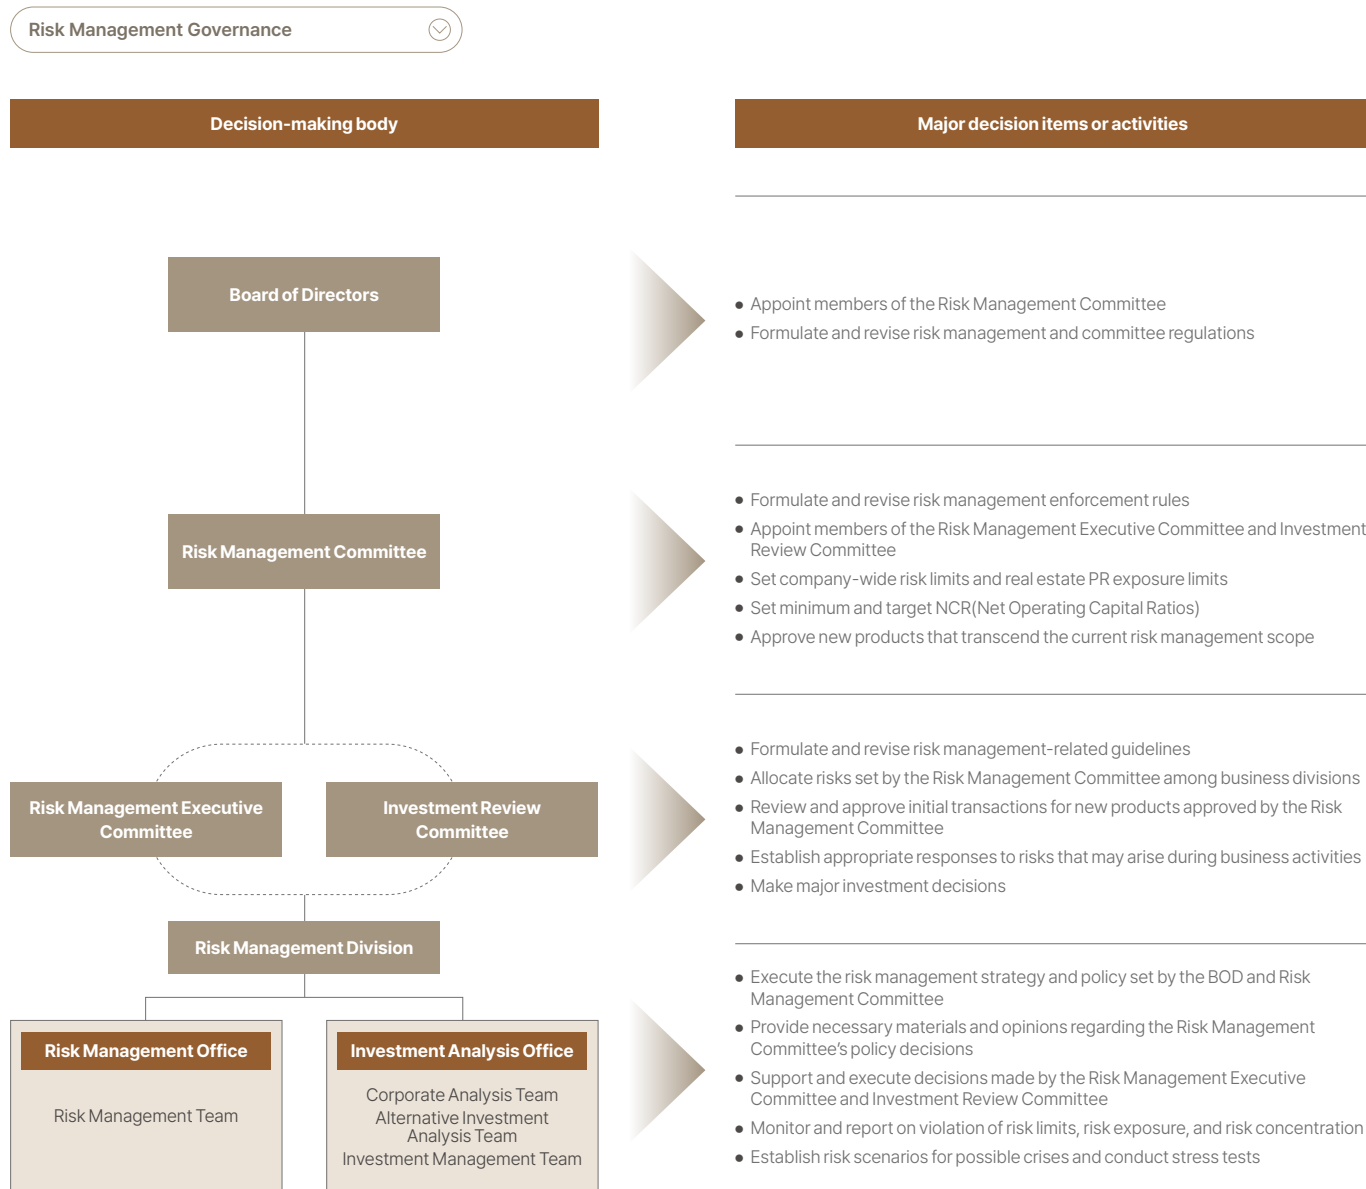 Risk Management Governance
Decision-making body
Major decision items or activities
Board of Directors
• Appoint members of the Risk Management Committee
• Formulate and revise risk management and committee regulations
Risk Management Committee
• Formulate and revise risk management enforcement rules
• Appoint members of the Risk Management Executive Committee and Investment
Review Committee
• Set company-wide risk limits and real estate PR exposure limits
• Set minimum and target NCR(Net Operating Capital Ratios)
• Approve new products that transcend the current risk management scope
Risk Management Executive
Committee
Investment Review
Committee
• Formulate and revise risk management-related guidelines
• Allocate risks set by the Risk Management Committee among business divisions
• Review and approve initial transactions for new products approved by the Risk
Management Committee
• Establish appropriate responses to risks that may arise during business activities
• Make major investment decisions
Risk Management Division
Risk Management Office
Risk Management Team
Investment Analysis Office
Corporate Analysis Team
Alternative Investment
Analysis Team
Investment Management Team
• Execute the risk management strategy and policy set by the BOD and Risk
Management Committee
• Provide necessary materials and opinions regarding the Risk Management
Committee’s policy decisions
• Support and execute decisions made by the Risk Management Executive
Committee and Investment Review Committee
• Monitor and report on violation of risk limits, risk exposure, and risk concentration
• Establish risk scenarios for possible crises and conduct stress tests